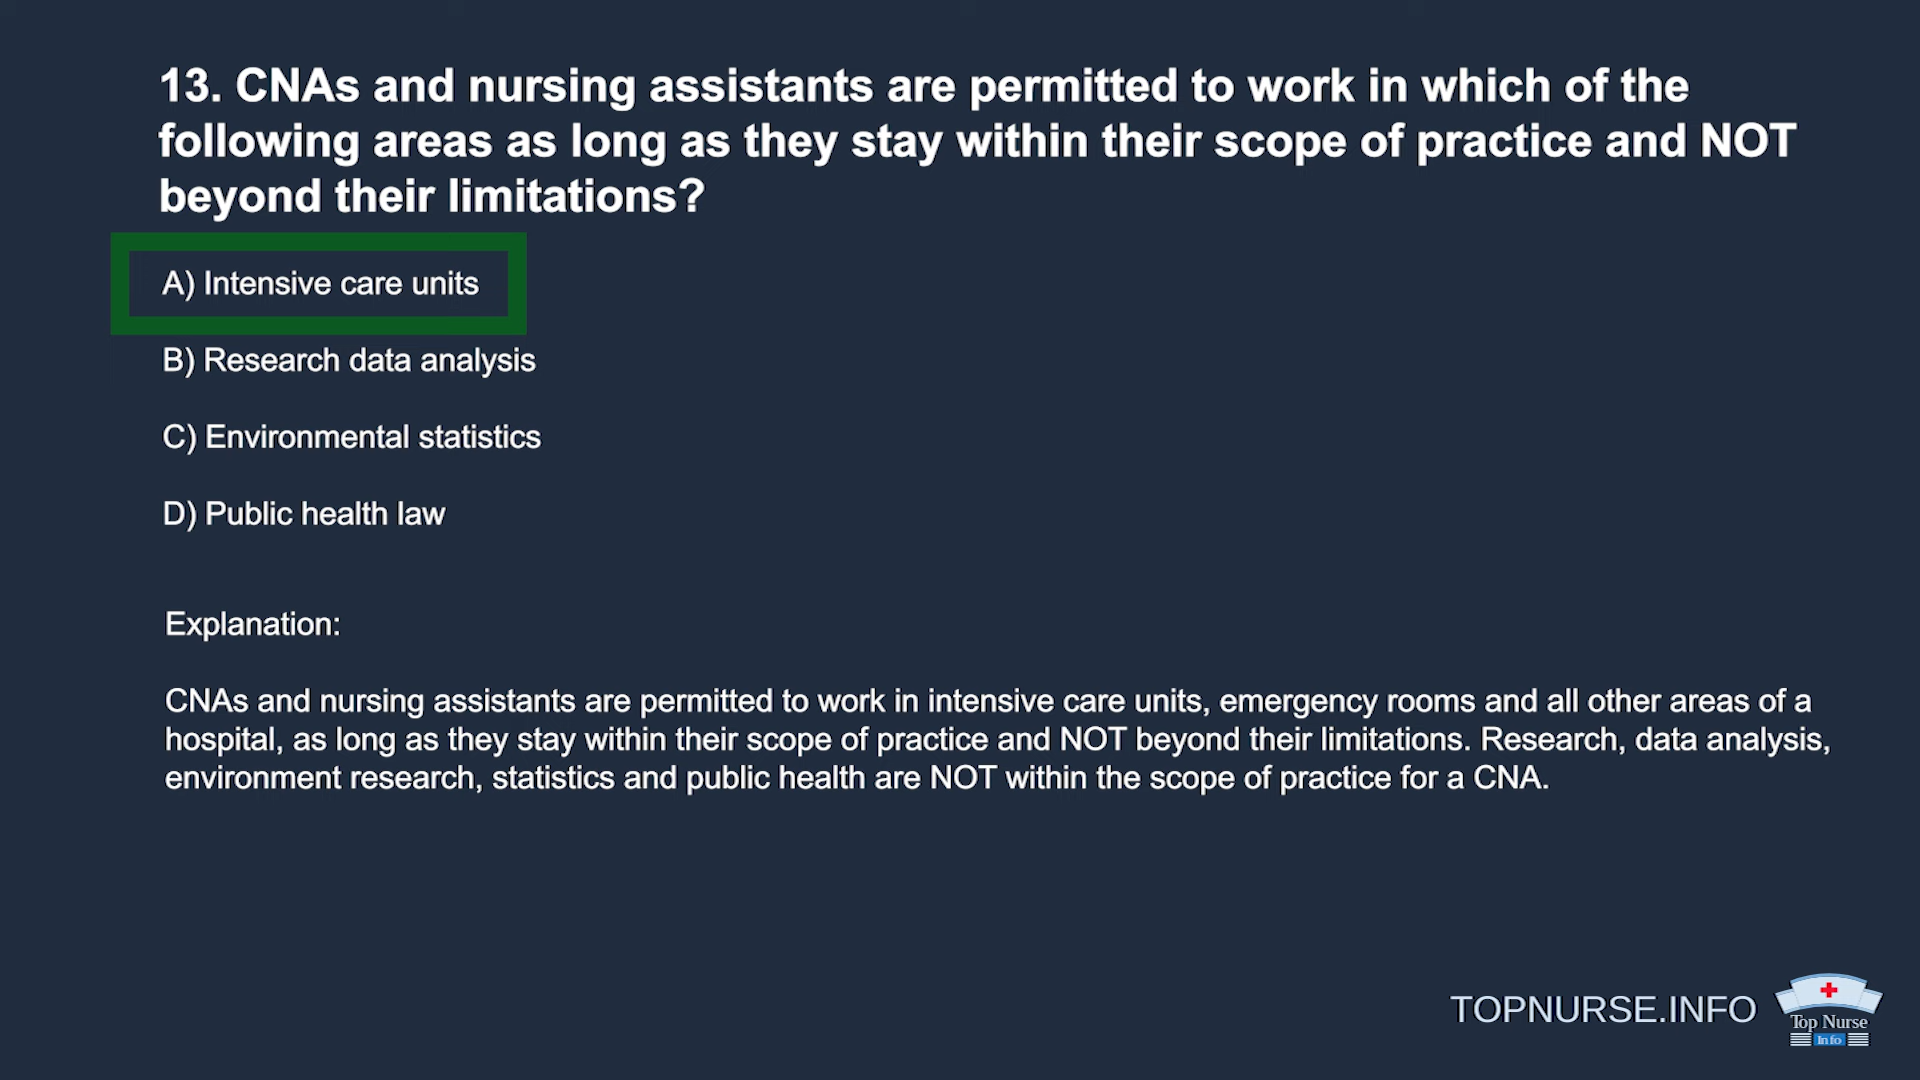 13. CNAs and nursing assistants are permitted to work in which of the
following areas as long as they stay within their scope of practice and NOT
beyond their limitations?
A) Intensive care units
B) Research data analysis
C) Environmental statistics
D) Public health law
Explanation:
CNAs and nursing assistants are permitted to work in intensive care units, emergency rooms and all other areas of a
hospital, as long as they stay within their scope of practice and NOT beyond their limitations. Research, data analysis,
environment research, statistics and public health are NOT within the scope of practice for a CNA.
TOPNURSE.INFO
Top Nurse
Info